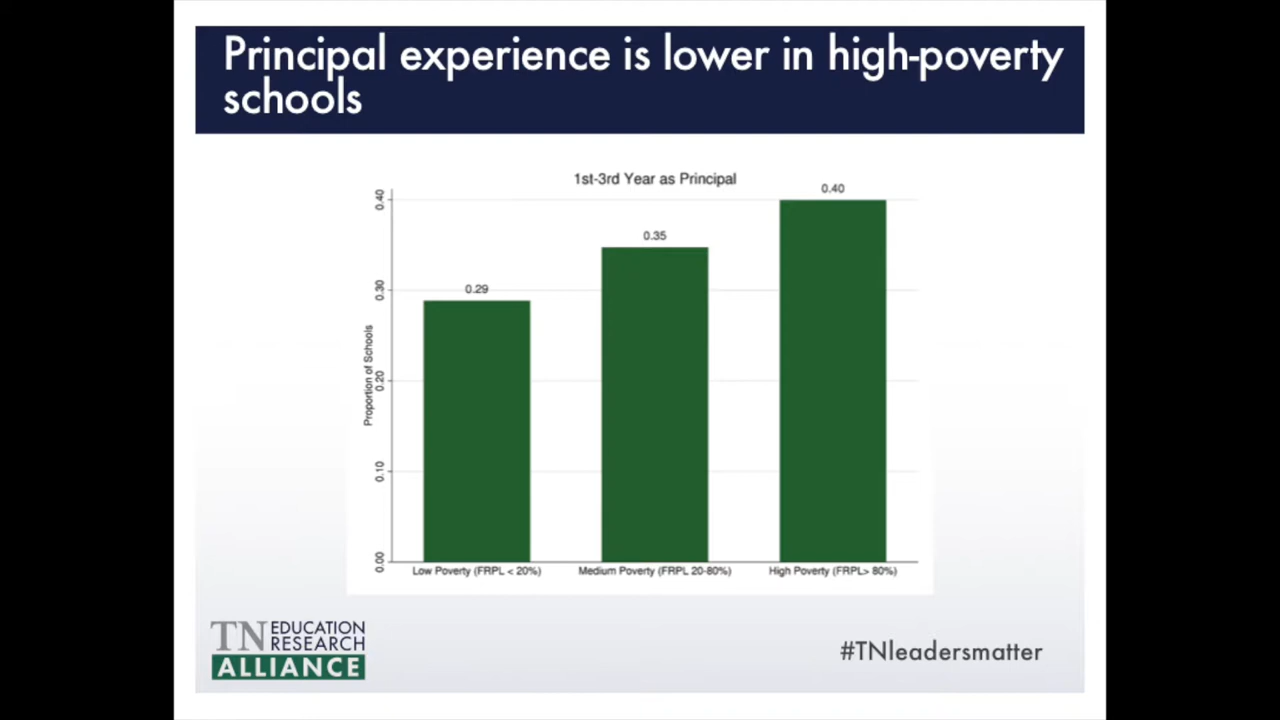 Principal experience is lower in high-poverty
schools
1st-3rd Year as Principal
0.40
0.35
0.29
Proportion of Schools
0.40
0.30
0.20
0.10
0.00
Low Poverty (FRPL < 20%)
Medium Poverty (FRPL 20-80%)
High Poverty (FRPL> 80%)
TN EDUCATION
RESEARCH
ALLIANCE
#TNleadersmatter